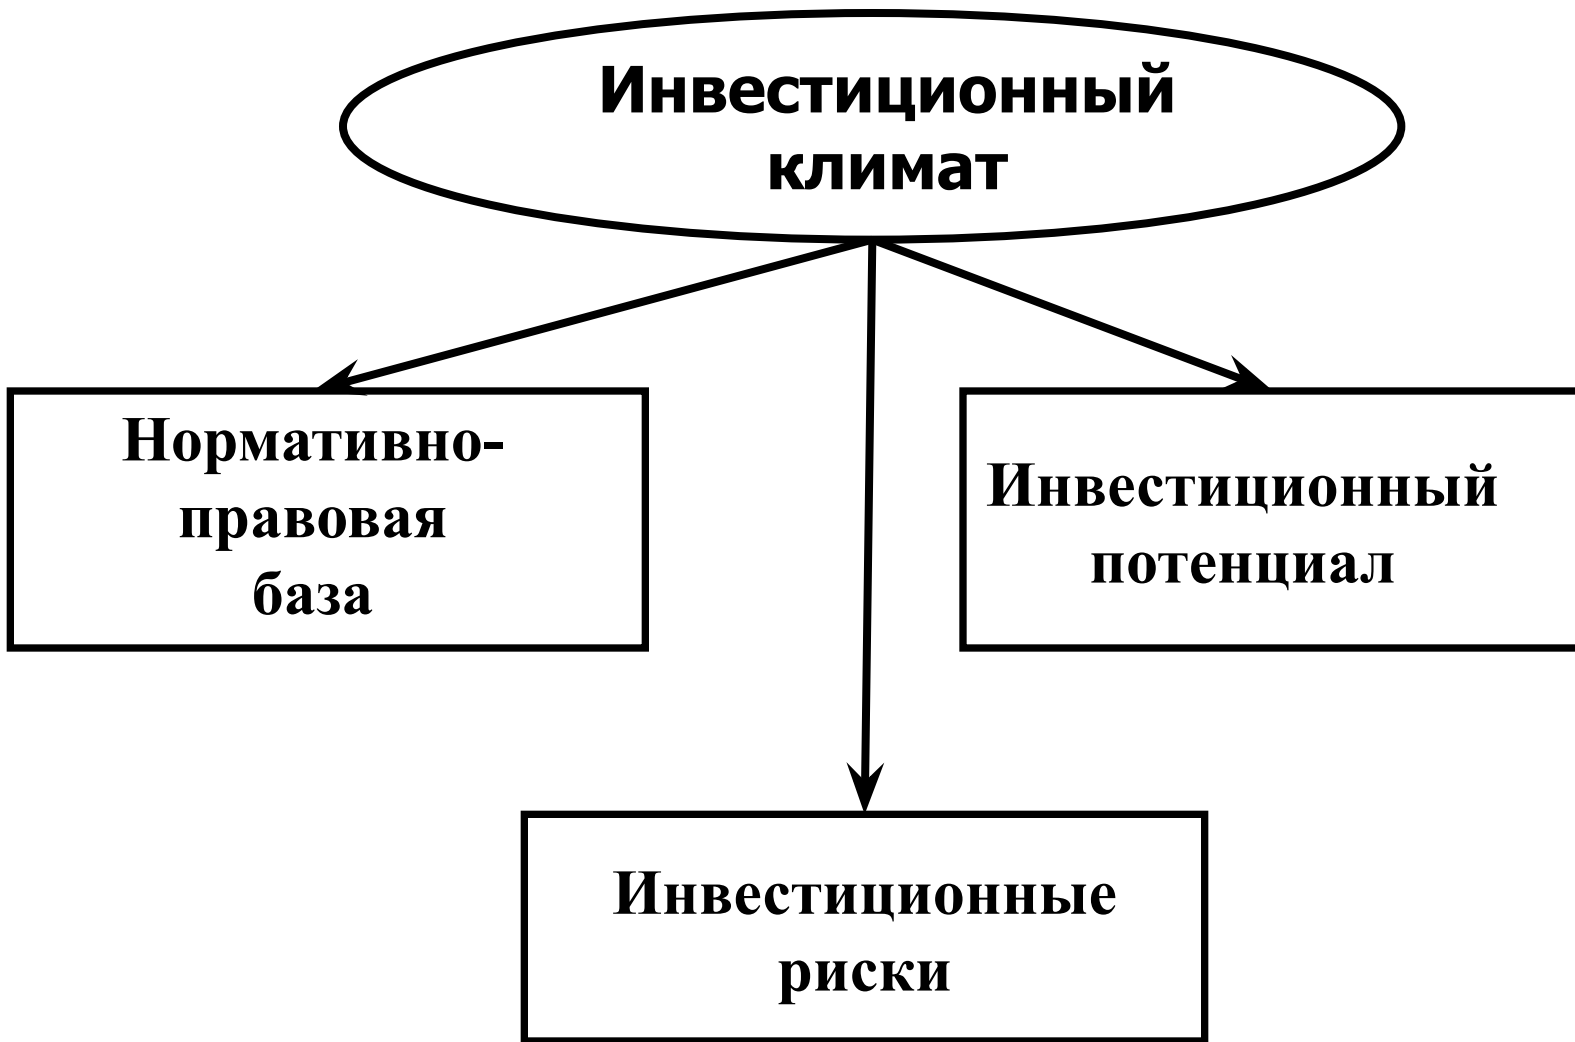 Инвестиционный
климат
Нормативно-
правовая
база
Инвестиционный
потенциал
Инвестиционные
риски